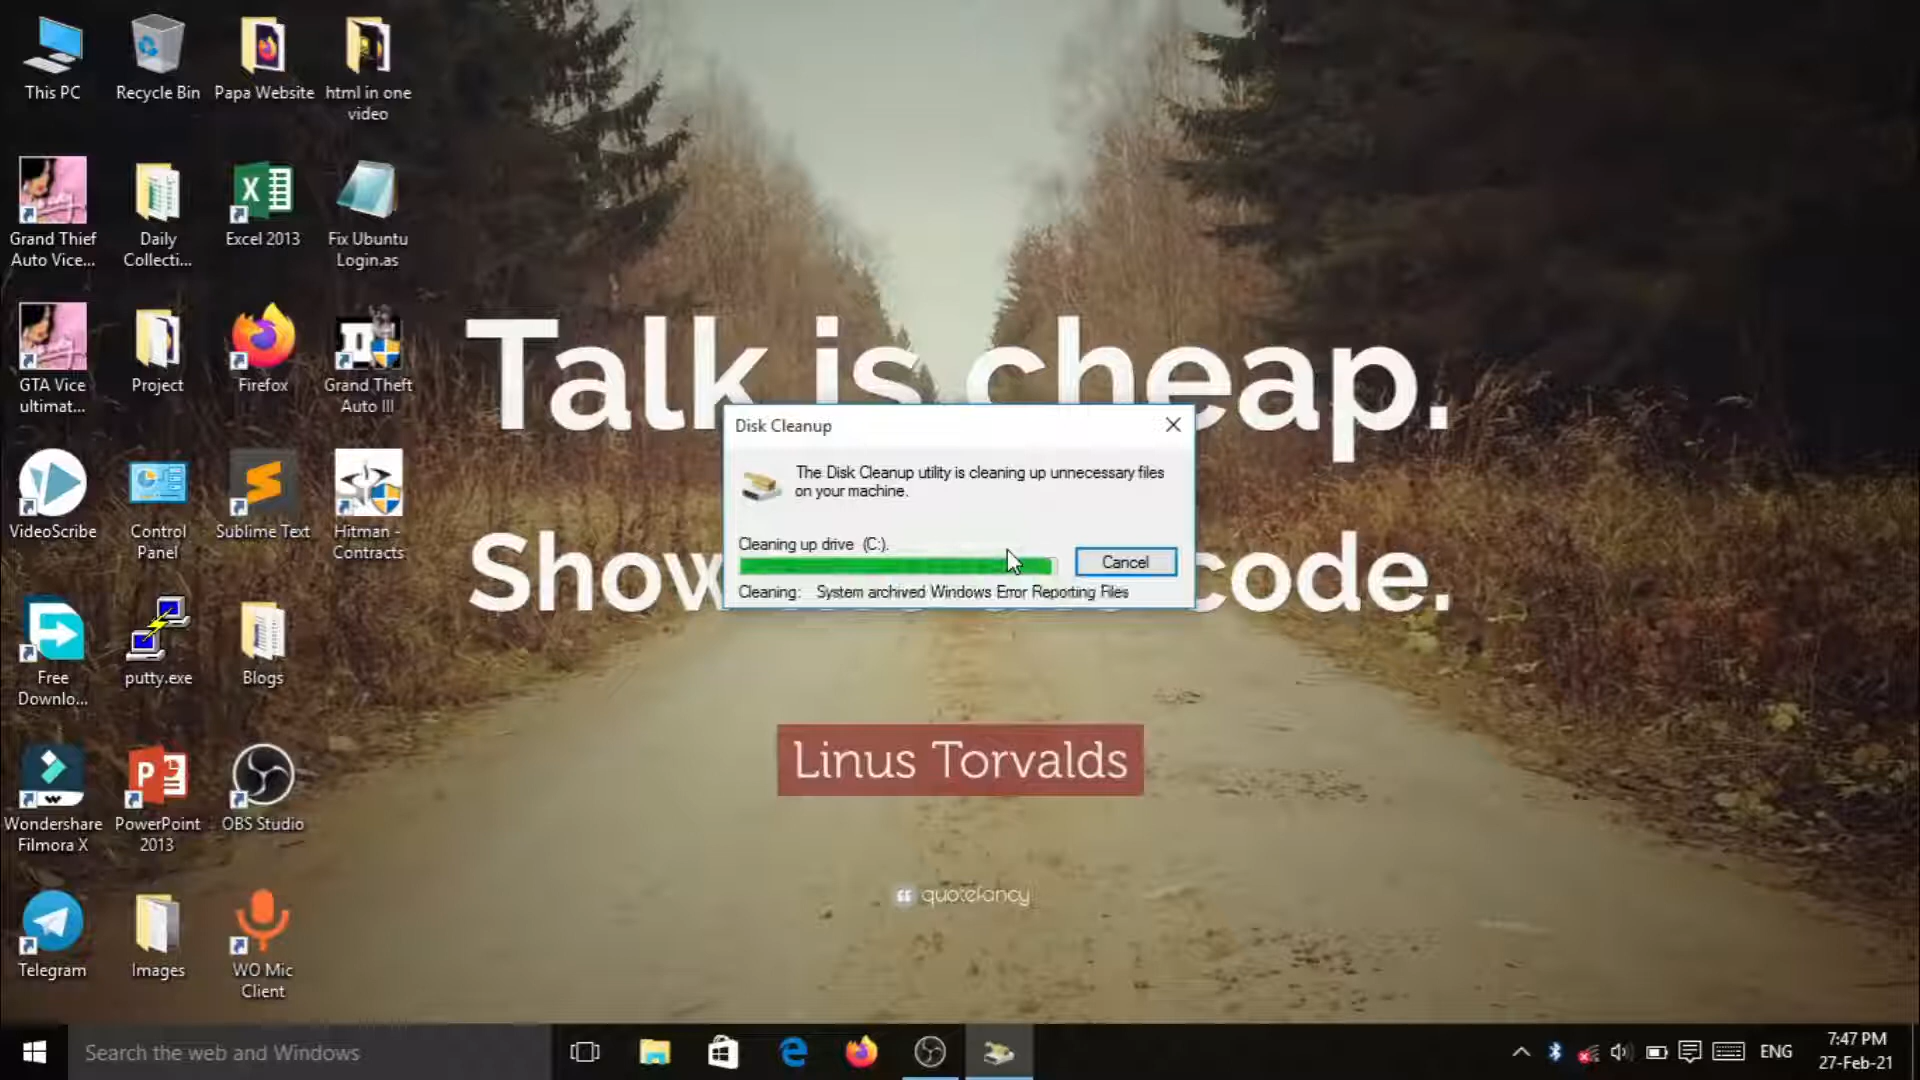 This PC
Recycle Bin
Papa Website
html in one
video
Grand Thief
Auto Vice...
Daily
Collecti...
Excel 2013
Fix Ubuntu
Login.as
GTA Vice
ultimat...
Project
Firefox
Grand Theft
Auto III
VideoScribe
Control
Panel
Sublime Text
Hitman -
Contracts
Free
Downlo...
putty.exe
Blogs
Wondershare
Filmora X
PowerPoint
2013
OBS Studio
Telegram
Images
WO Mic
Client
Talk is cheap.
Disk Cleanup
The Disk Cleanup utility is cleaning up unnecessary files
on your machine.
Cleaning up drive (C:).
Cancel
Cleaning: System archived Windows Error Reporting Files
Show code.
Linus Torvalds
quotefancy
Search the web and Windows
ENG
7:47 PM
27-Feb-21